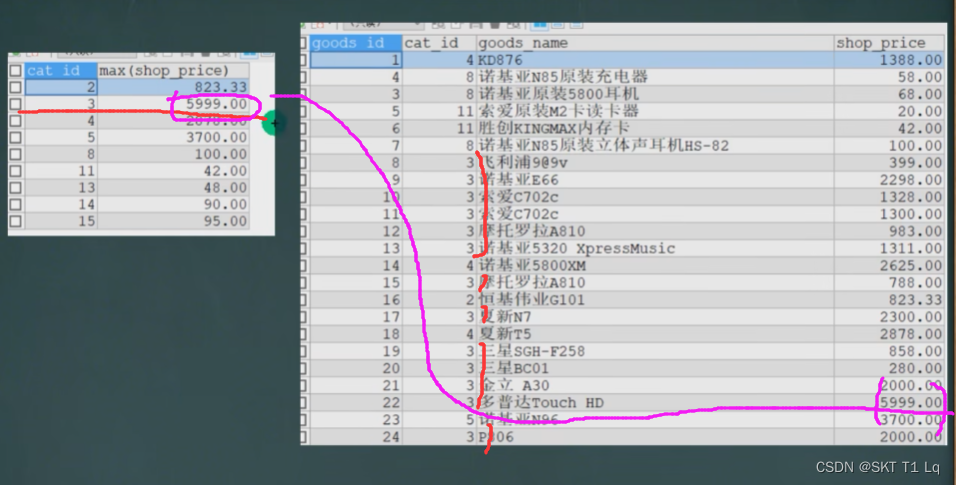 cat_id max(shop_price)
2 823.33
3 5999.00
4 2878.00
5 3700.00
8 100.00
11 42.00
13 48.00
14 90.00
15 95.00
goods_id cat_id goods_name shop_price
1 4 KD876 1388.00
4 8 诺基亚N85原装充电器 58.00
3 8 诺基亚原装5800耳机 68.00
5 11 索爱原装M2卡读卡器 20.00
6 11 胜创KINGMAX内存卡 42.00
7 8 诺基亚N85原装立体声耳机HS-82 100.00
8 3 飞利浦9@9v 399.00
9 3 诺基亚E66 2298.00
10 3 索爱C702c 1328.00
11 3 索爱C702c 1300.00
12 3 摩托罗拉A810 983.00
13 3 诺基亚5320 XpressMusic 1311.00
14 4 诺基亚5800XM 2625.00
15 3 摩托罗拉A810 788.00
16 2 恒基伟业G101 823.33
17 3 夏新N7 2300.00
18 4 夏新T5 2878.00
19 3 三星SGH-F258 858.00
20 3 三星BC01 280.00
21 3 金立 A30 2000.00
22 3 多普达Touch HD 5999.00
23 5 诺基亚N96 3700.00
24 3 P806 2000.00
CSDN @SKT T1 Lq